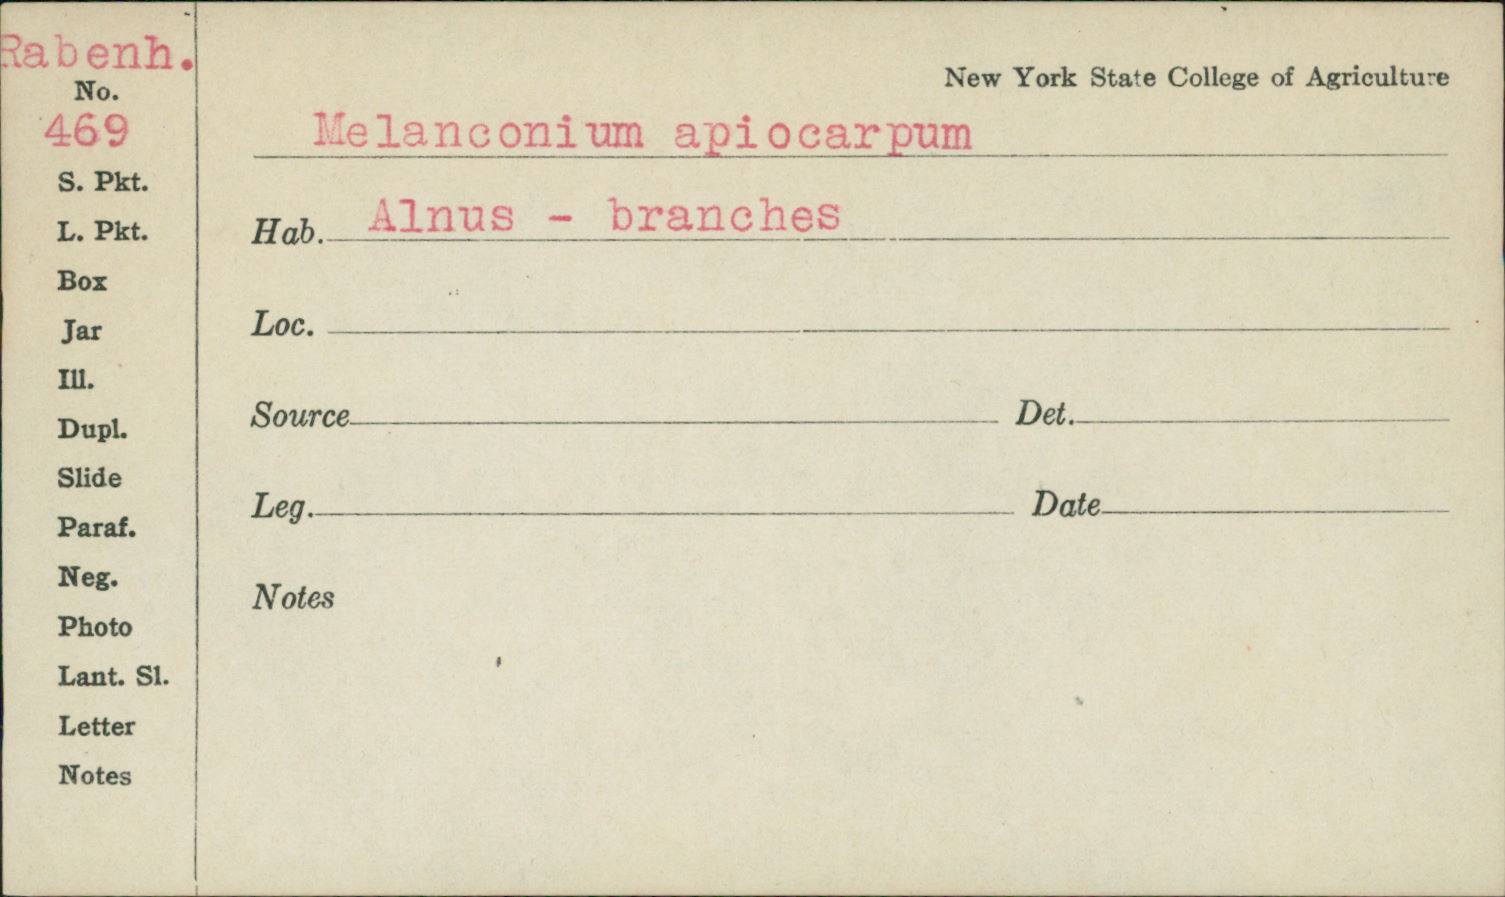 Rabenh.
No.
469
S. Pkt.
L. Pkt.
Box
Jar
Ill.
Dupl.
Slide
Paraf.
Neg.
Photo
Lant. Sl.
Letter
Notes
New York State College of Agriculture
Melanconium apiocarpum
Hab. Alnus - branches
Loc.
Source Det.
Leg. Date
Notes